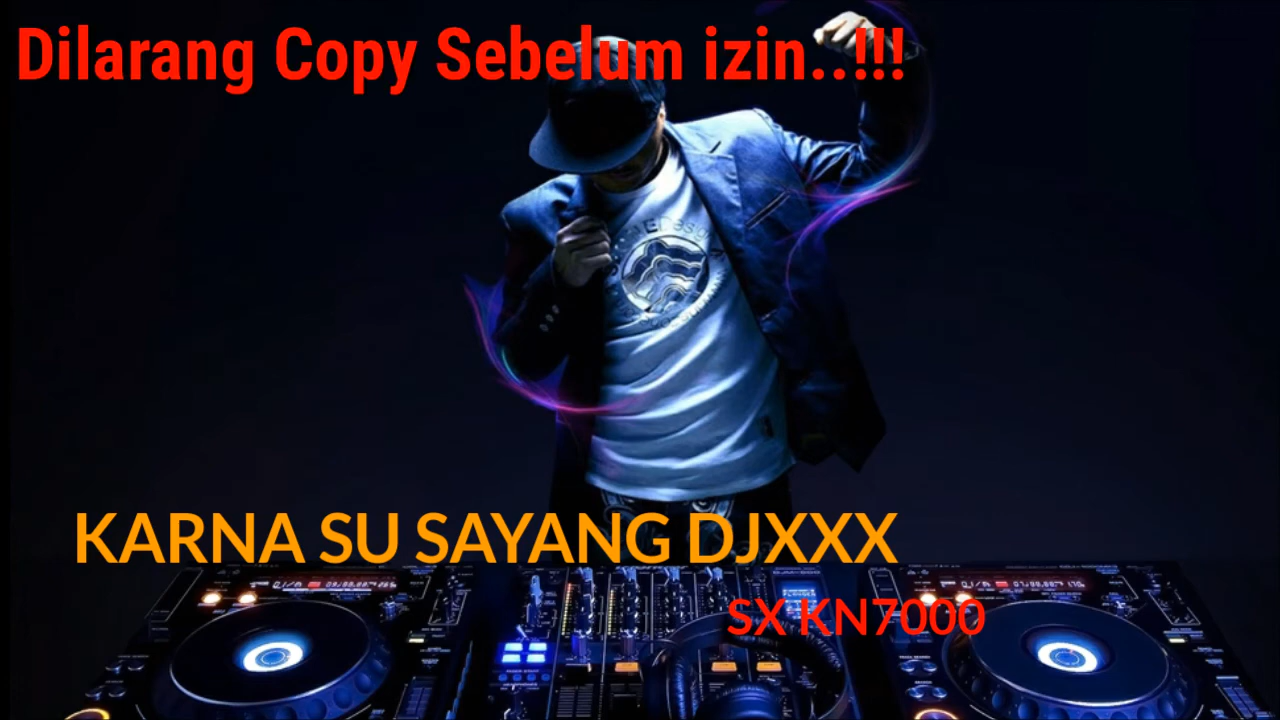 Dilarang Copy Sebelum izin..!!!
KARNA SU SAYANG DJXXX
SX KN7000